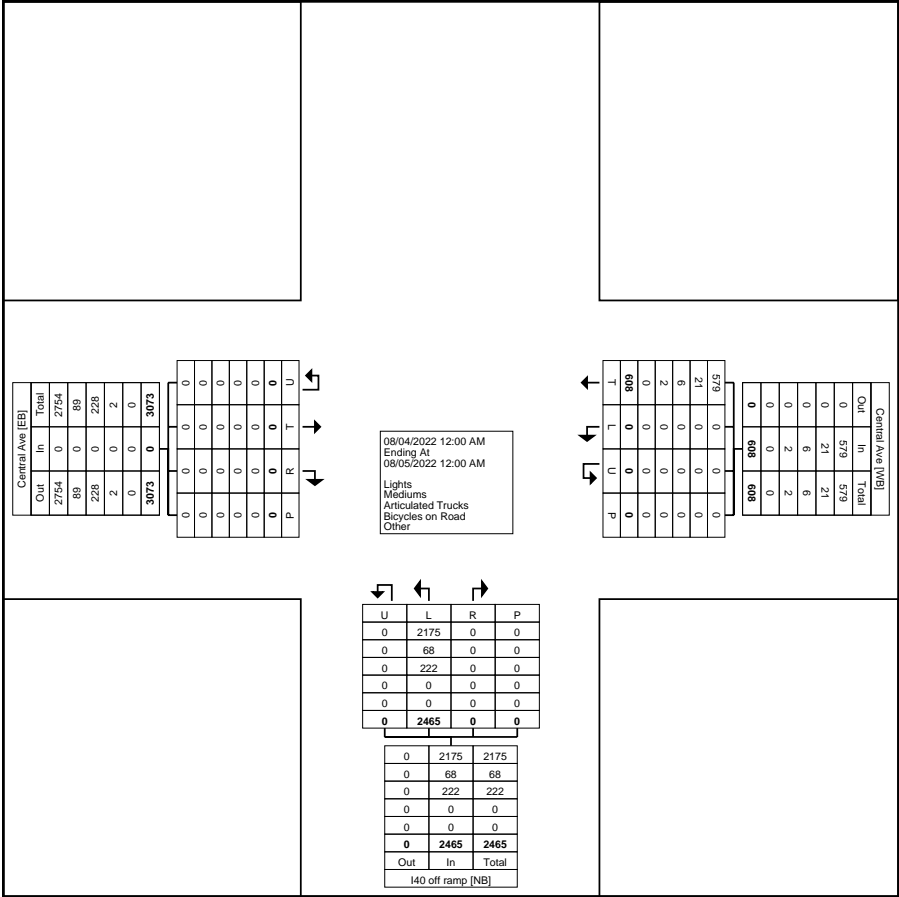 Central Ave [EB]
Out In Total
2754 0 2754
89 0 89
228 0 228
2 0 2
0 0 0
3073 0 3073
0 0 0 0
0 0 0 0
0 0 0 0
0 0 0 0
0 0 0 0
0 0 0 0
P R T U
08/04/2022 12:00 AM
Ending At
08/05/2022 12:00 AM
Lights
Mediums
Articulated Trucks
Bicycles on Road
Other
Central Ave [WB]
Out In Total
0 579 579
0 21 21
0 6 6
0 2 2
0 0 0
0 608 608
579 0 0 0
21 0 0 0
6 0 0 0
2 0 0 0
0 0 0 0
608 0 0 0
T L U P
U L R P
0 2175 0 0
0 68 0 0
0 222 0 0
0 0 0 0
0 0 0 0
0 2465 0 0
0 2175 2175
0 68 68
0 222 222
0 0 0
0 0 0
0 2465 2465
Out In Total
I40 off ramp [NB]